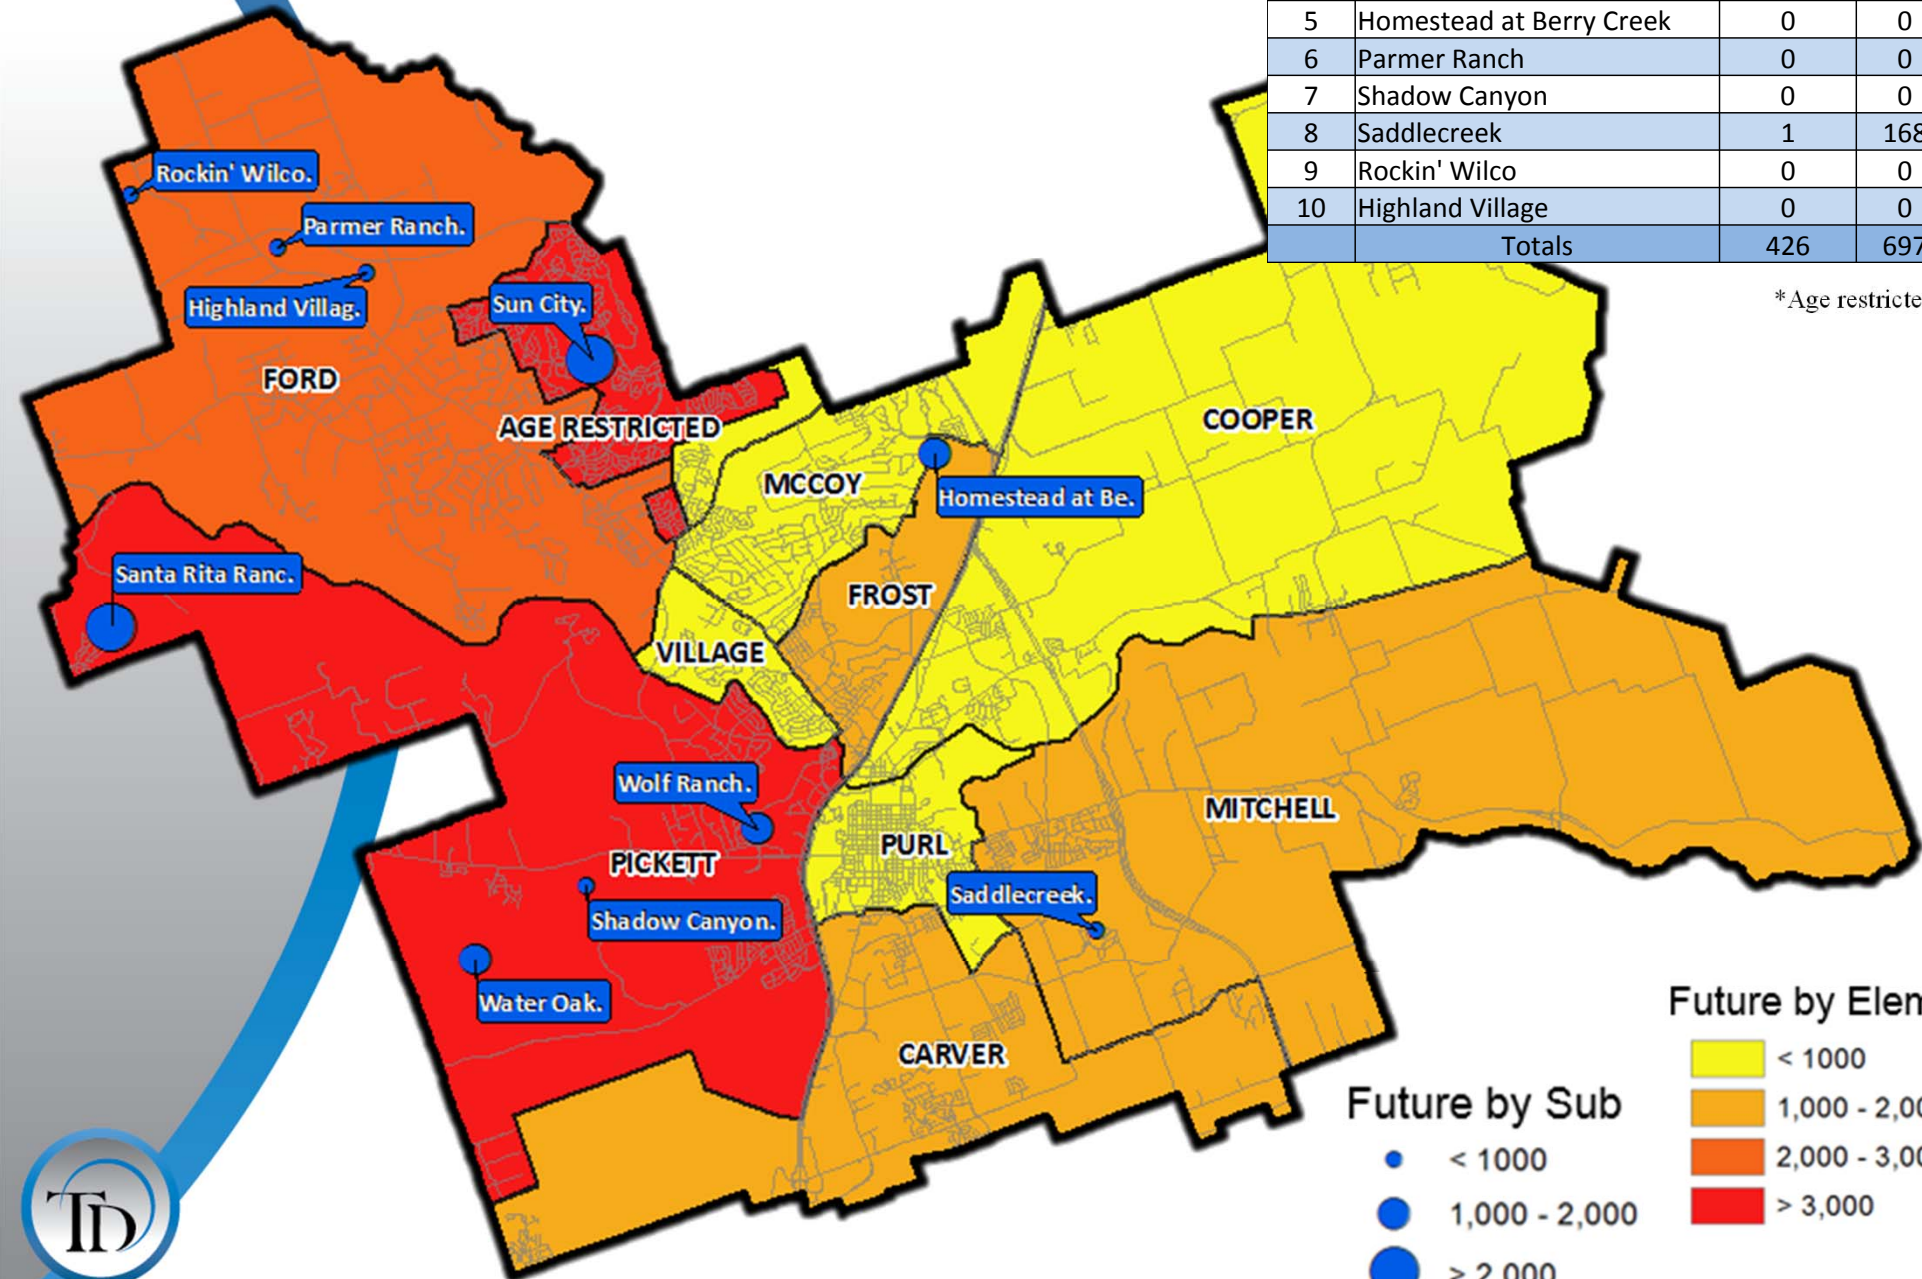 5 Homestead at Berry Creek 0 0
6 Parmer Ranch 0 0
7 Shadow Canyon 0 0
8 Saddlecreek 1 168
9 Rockin' Wilco 0 0
10 Highland Village 0 0
Totals 426 697
*Age restricte
Rockin' Wilco.
Parmer Ranch.
Highland Villag.
Sun City.
FORD
AGE RESTRICTED
COOPER
MCCOY
Homestead at Be.
Santa Rita Ranc.
FROST
VILLAGE
Wolf Ranch.
MITCHELL
PURL
PICKETT
Saddlecreek.
Shadow Canyon.
Water Oak.
CARVER
Future by Elem
< 1000
1,000 - 2,00
2,000 - 3,00
> 3,000
Future by Sub
< 1000
1,000 - 2,000
> 2,000
TD